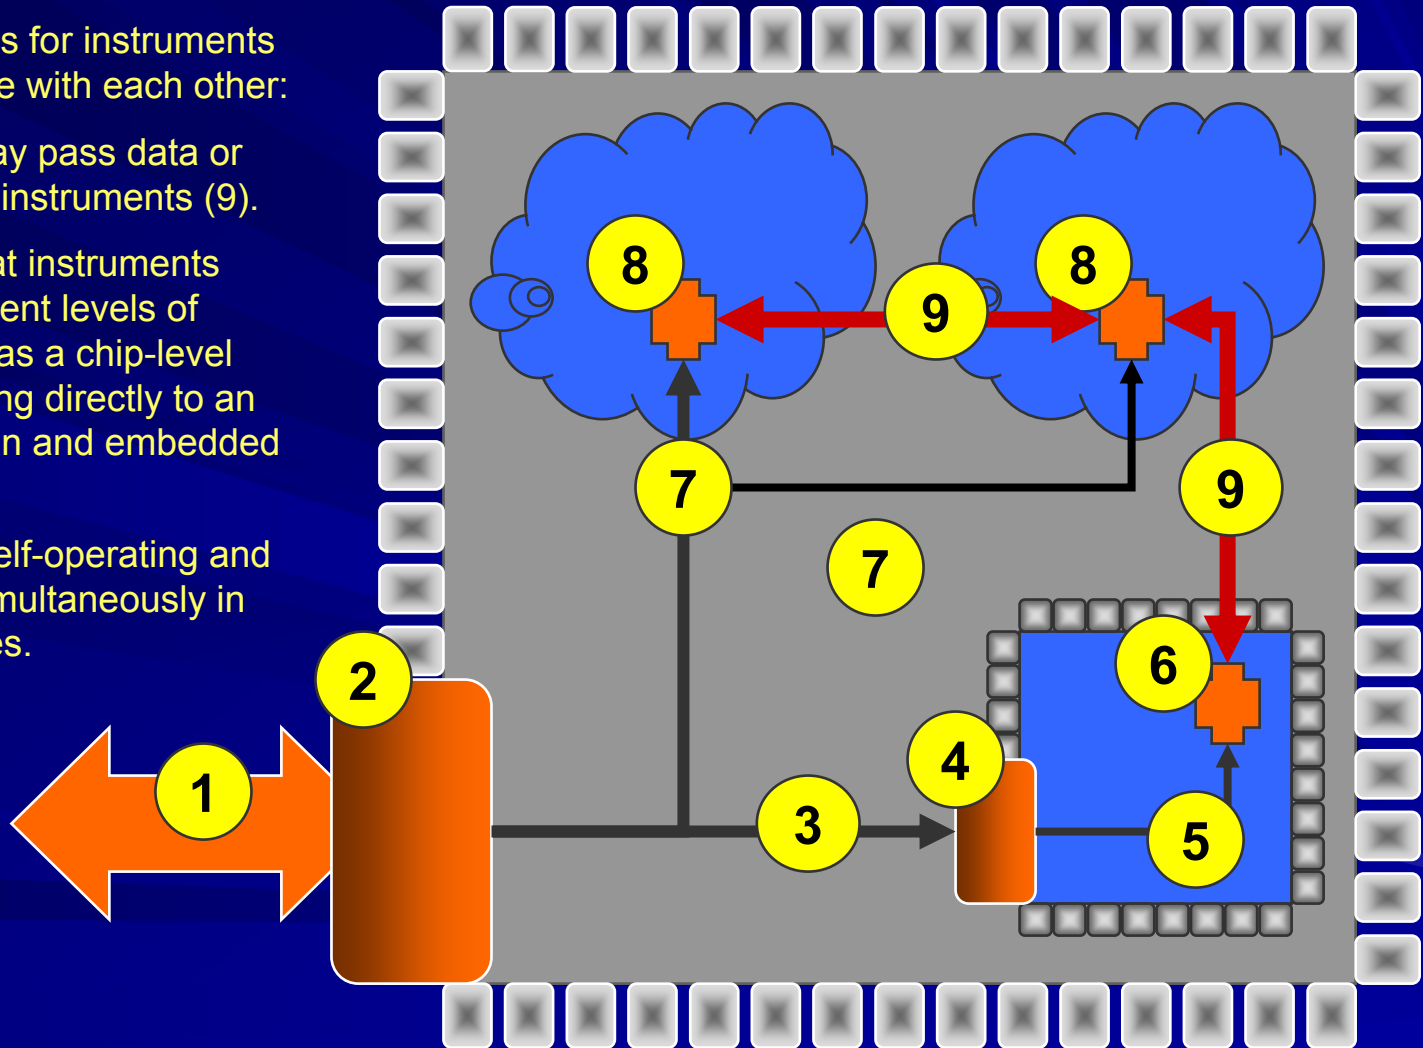 s for instruments
e with each other:
ay pass data or
instruments (9).
at instruments
ent levels of
as a chip-level
ng directly to an
n and embedded
elf-operating and
multaneously in
es.
8
8
9
7
9
7
6
2
4
1
3
5